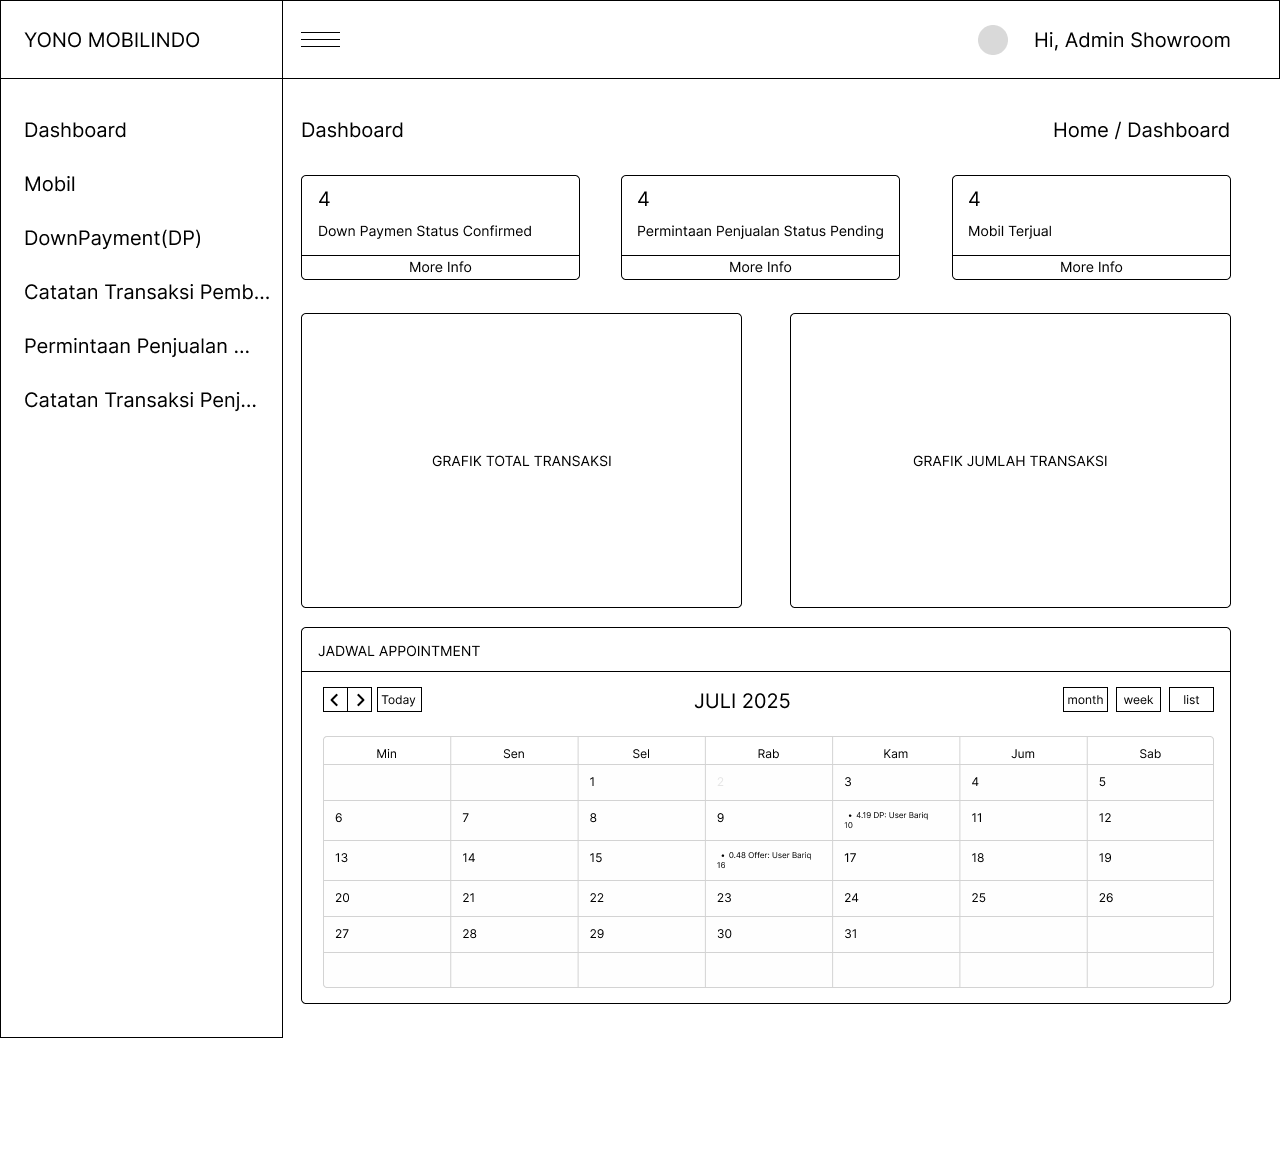 YONO MOBILINDO
Hi, Admin Showroom
Dashboard
Mobil
DownPayment(DP)
Catatan Transaksi Pemb...
Permintaan Penjualan ...
Catatan Transaksi Penj...
Dashboard
Home / Dashboard
4
Down Paymen Status Confirmed
More Info
4
Permintaan Penjualan Status Pending
More Info
4
Mobil Terjual
More Info
GRAFIK TOTAL TRANSAKSI
GRAFIK JUMLAH TRANSAKSI
JADWAL APPOINTMENT
Today
JULI 2025
month
week
list
Min Sen Sel Rab Kam Jum Sab
1 2 3 4 5
6 7 8 9 • 4.19 DP: User Bariq 11 12
10
13 14 15 • 0.48 Offer: User Bariq 17 18 19
16
20 21 22 23 24 25 26
27 28 29 30 31